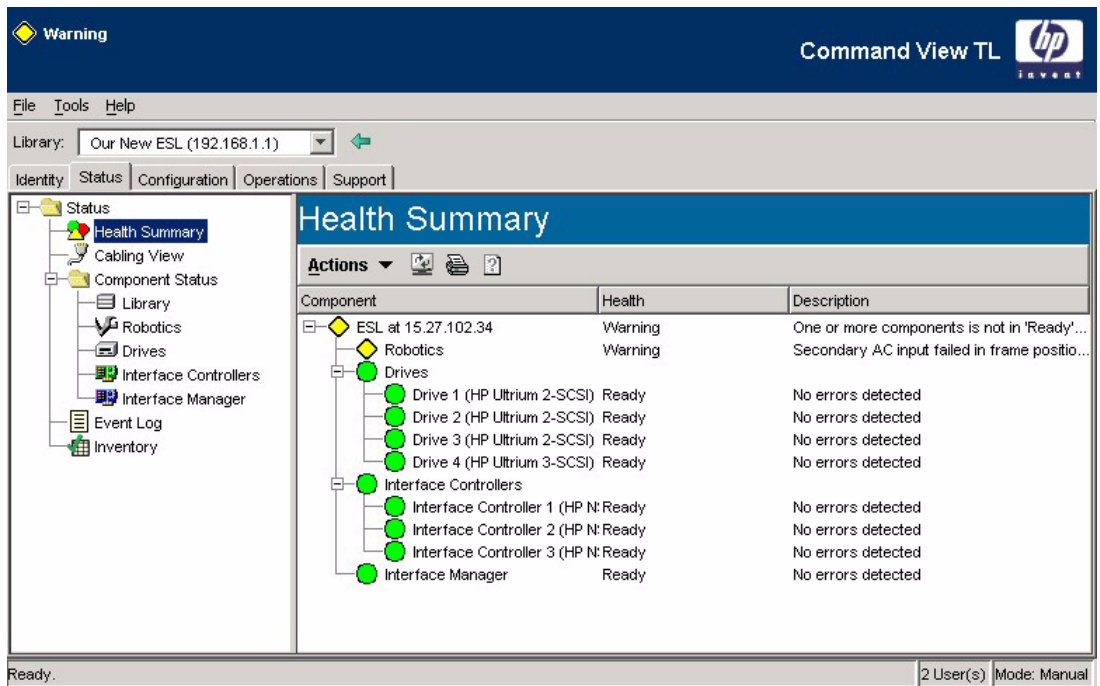 Warning
Command View TL
hp
invent
File Tools Help
Library: Our New ESL (192.168.1.1)
Identity Status Configuration Operations Support
Status
Health Summary
Cabling View
Component Status
Library
Robotics
Drives
Interface Controllers
Interface Manager
Event Log
Inventory
Health Summary
Actions
Component Health Description
ESL at 15.27.102.34 Warning One or more components is not in 'Ready'...
Robotics Warning Secondary AC input failed in frame positio...
Drives
Drive 1 (HP Ultrium 2-SCSI) Ready No errors detected
Drive 2 (HP Ultrium 2-SCSI) Ready No errors detected
Drive 3 (HP Ultrium 2-SCSI) Ready No errors detected
Drive 4 (HP Ultrium 3-SCSI) Ready No errors detected
Interface Controllers
Interface Controller 1 (HP Ready No errors detected
Interface Controller 2 (HP Ready No errors detected
Interface Controller 3 (HP Ready No errors detected
Interface Manager Ready No errors detected
Ready. 2 User(s) Mode: Manual